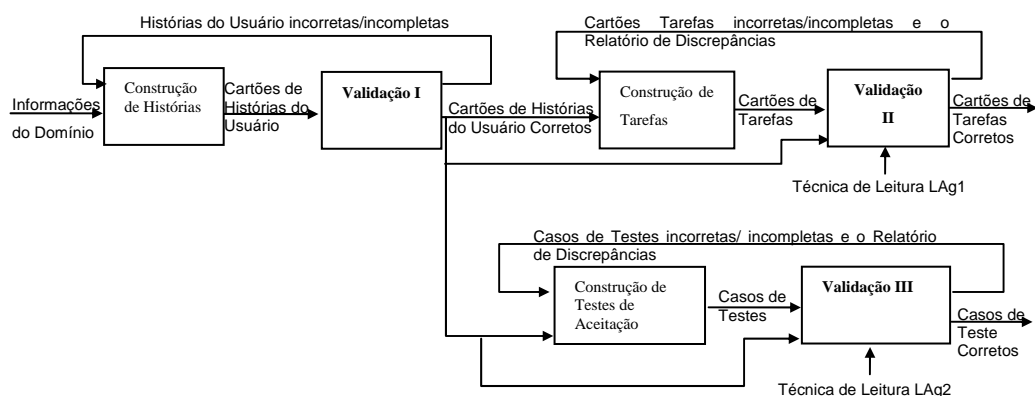 Histórias do Usuário incorretas/incompletas
Cartões Tarefas incorretas/incompletas e o
Relatório de Discrepâncias
Informações
do Domínio
Construção
de Histórias
Cartões de
Histórias do
Usuário
Validação I
Cartões de Histórias
do Usuário Corretos
Construção de
Tarefas
Cartões de
Tarefas
Validação
II
Cartões de
Tarefas
Corretos
Técnica de Leitura LAg1
Casos de Testes incorretas/ incompletas e o Relatório
de Discrepâncias
Construção de
Testes de
Aceitação
Casos de
Testes
Validação III
Casos de
Teste
Corretos
Técnica de Leitura LAg2